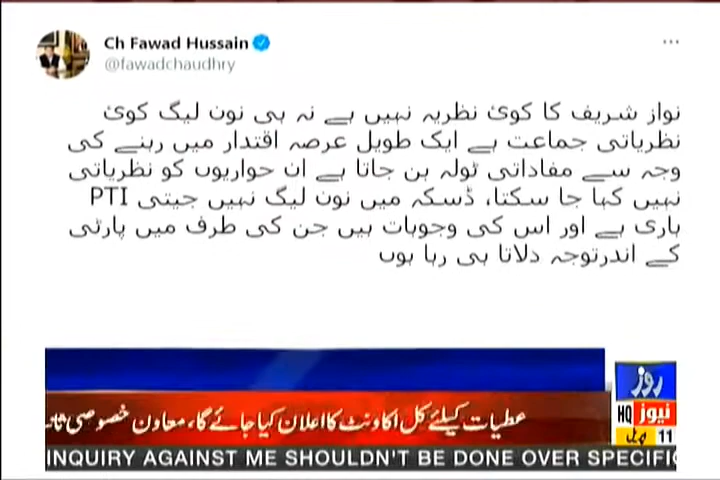 Ch Fawad Hussain
@fawadchaudhry
نواز شریف کا کوئ نظریہ نہیں ہے نہ ہی نون لیگ کوئ
نظریاتی جماعت ہے ایک طویل عرصہ اقتدار میں رہنے کی
وجہ سے مفاداتی ٹولہ بن جاتا ہے ان حواریوں کو نظریاتی
نہیں کہا جا سکتا، ڈسکہ میں نون لیگ نہیں جیتی PTI
ہاری ہے اور اس کی وجوہات ہیں جن کی طرف میں پارٹی
کے اندرتوجہ دلاتا ہی رہا ہوں
روز
نیوز HQ
عطیات کیلئے کل اکاونٹ کا اعلان کیا جائے گا، معاون خصوصی
11 اپریل
INQUIRY AGAINST ME SHOULDN'T BE DONE OVER SPECIFI